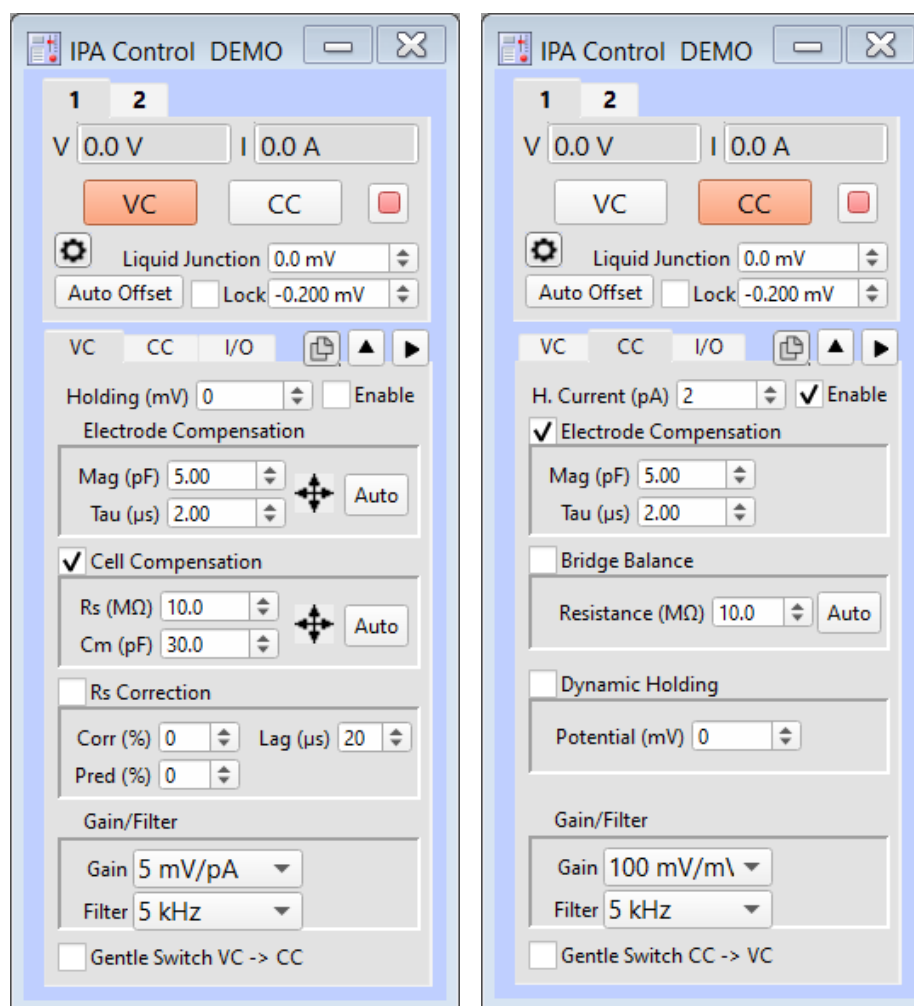 IPA Control DEMO
1 2
V 0.0 V I 0.0 A
VC CC
Liquid Junction 0.0 mV
Auto Offset Lock -0.200 mV
VC CC I/O
Holding (mV) 0 Enable
Electrode Compensation
Mag (pF) 5.00
Tau (µs) 2.00
Auto
Cell Compensation
Rs (MΩ) 10.0
Cm (pF) 30.0
Auto
Rs Correction
Corr (%) 0 Lag (µs) 20
Pred (%) 0
Gain/Filter
Gain 5 mV/pA
Filter 5 kHz
Gentle Switch VC -> CC
IPA Control DEMO
1 2
V 0.0 V I 0.0 A
VC CC
Liquid Junction 0.0 mV
Auto Offset Lock -0.200 mV
VC CC I/O
H. Current (pA) 2 Enable
Electrode Compensation
Mag (pF) 5.00
Tau (µs) 2.00
Bridge Balance
Resistance (MΩ) 10.0 Auto
Dynamic Holding
Potential (mV) 0
Gain/Filter
Gain 100 mV/m
Filter 5 kHz
Gentle Switch CC -> VC